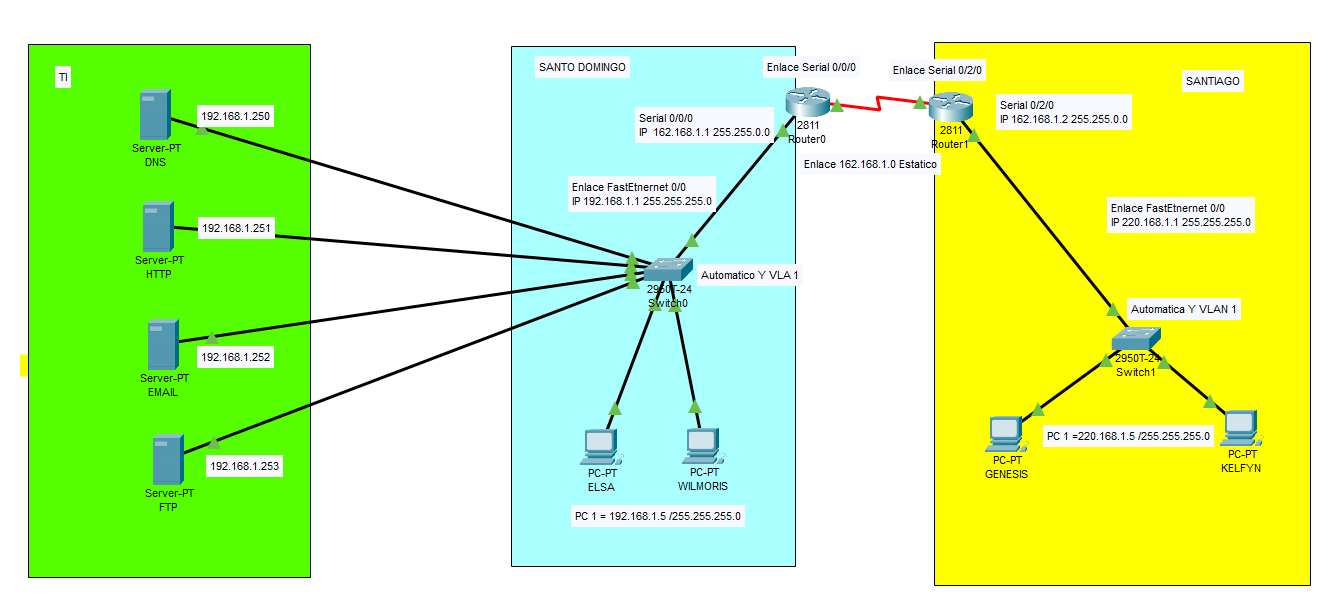 TI
192.168.1.250
Server-PT
DNS
192.168.1.251
Server-PT
HTTP
192.168.1.252
Server-PT
EMAIL
192.168.1.253
Server-PT
FTP
SANTO DOMINGO
Enlace Serial 0/0/0
Serial 0/0/0
IP 162.168.1.1 255.255.0.0
2811
Router0
Enlace 162.168.1.0 Estatico
Enlace FastEtnernet 0/0
IP 192.168.1.1 255.255.255.0
Automatico Y VLA 1
2950T-24
Switch0
PC-PT
ELSA
PC-PT
WILMORIS
PC 1 = 192.168.1.5 /255.255.255.0
Enlace Serial 0/2/0
SANTIAGO
Serial 0/2/0
IP 162.168.1.2 255.255.0.0
2811
Router1
Enlace FastEtnernet 0/0
IP 220.168.1.1 255.255.255.0
Automatica Y VLAN 1
2950T-24
Switch1
PC 1 =220.168.1.5 /255.255.255.0
PC-PT
GENESIS
PC-PT
KELFYN